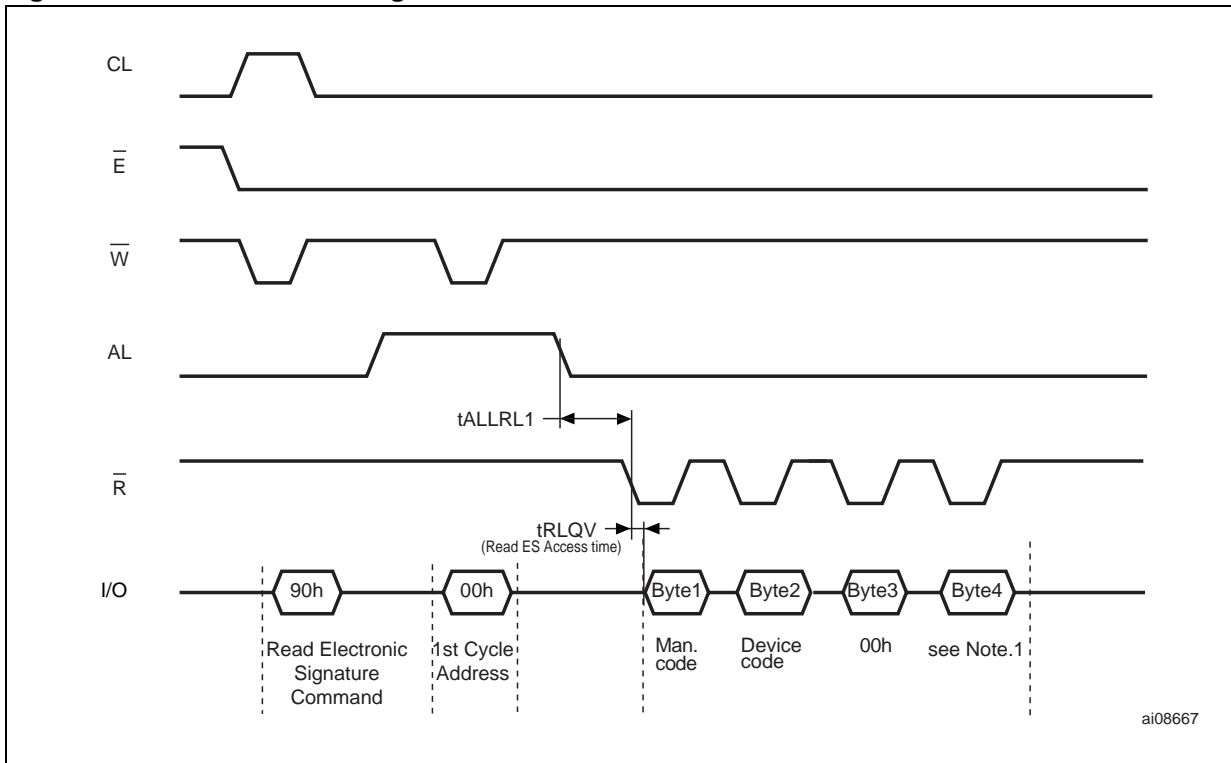 CL
E
W
AL
tALLRL1
R
tRLQV
(Read ES Access time)
I/O
90h
00h
Byte1
Byte2
Byte3
Byte4
Read Electronic
Signature
Command
1st Cycle
Address
Man.
code
Device
code
00h
see Note.1
ai08667